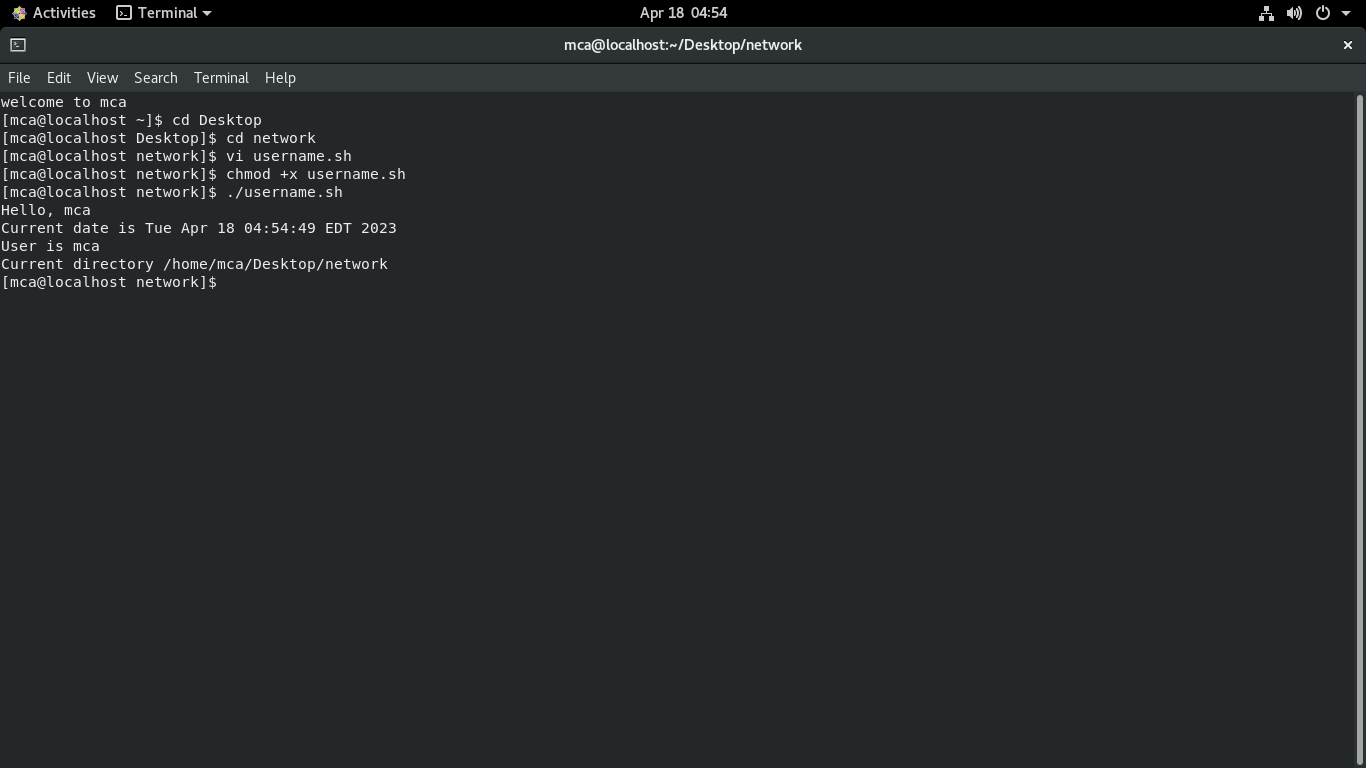 Activities Terminal Apr 18 04:54
mca@localhost:~/Desktop/network
File Edit View Search Terminal Help
welcome to mca
[mca@localhost ~]$ cd Desktop
[mca@localhost Desktop]$ cd network
[mca@localhost network]$ vi username.sh
[mca@localhost network]$ chmod +x username.sh
[mca@localhost network]$ ./username.sh
Hello, mca
Current date is Tue Apr 18 04:54:49 EDT 2023
User is mca
Current directory /home/mca/Desktop/network
[mca@localhost network]$